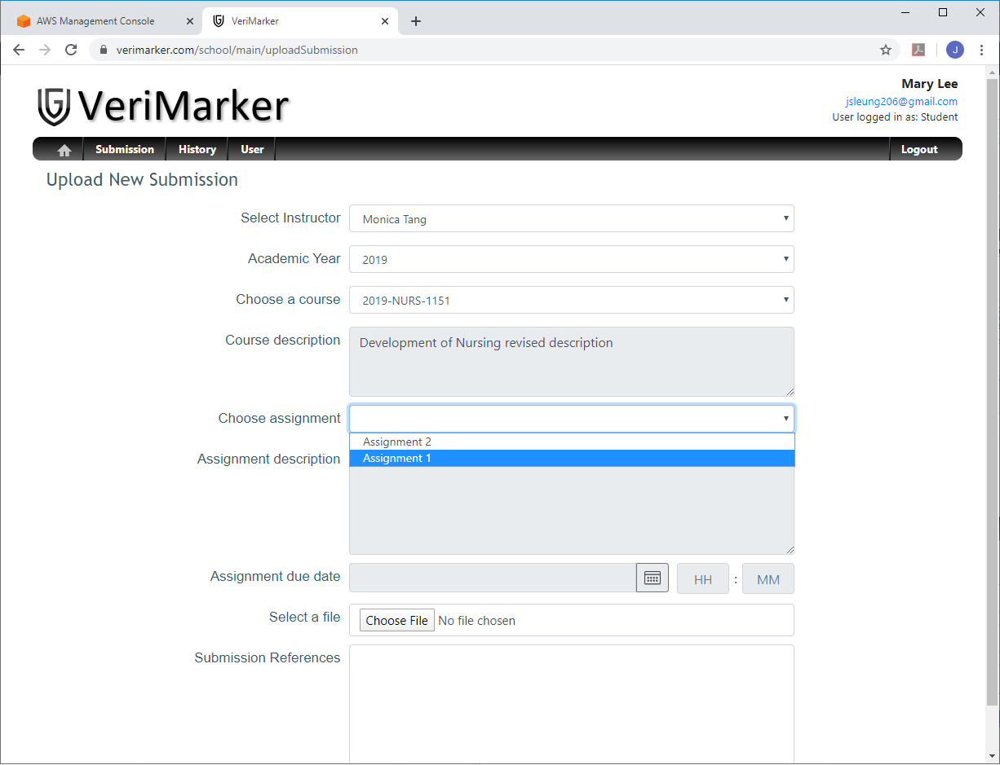 AWS Management Console
VeriMarker
verimarker.com/school/main/uploadSubmission
J
VeriMarker
Mary Lee
jsleung206@gmail.com
User logged in as: Student
Submission
History
User
Logout
Upload New Submission
Select Instructor
Monica Tang
Academic Year
2019
Choose a course
2019-NURS-1151
Course description
Development of Nursing revised description
Choose assignment
Assignment 2
Assignment 1
Assignment description
Assignment due date
HH : MM
Select a file
Choose File No file chosen
Submission References